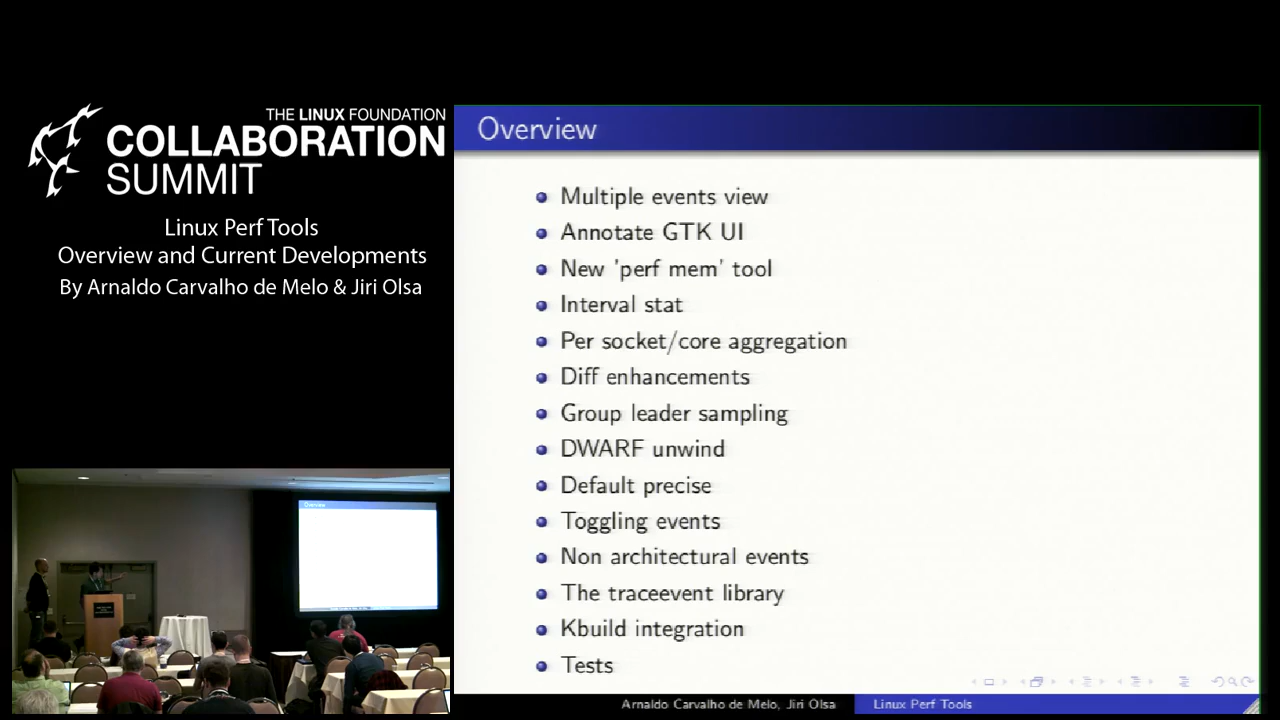 THE LINUX FOUNDATION
COLLABORATION
SUMMIT
Linux Perf Tools
Overview and Current Developments
By Arnaldo Carvalho de Melo & Jiri Olsa
Overview
Multiple events view
Annotate GTK UI
New 'perf mem' tool
Interval stat
Per socket/core aggregation
Diff enhancements
Group leader sampling
DWARF unwind
Default precise
Toggling events
Non architectural events
The traceevent library
Kbuild integration
Tests
Arnaldo Carvalho de Melo, Jiri Olsa
Linux Perf Tools
Overview